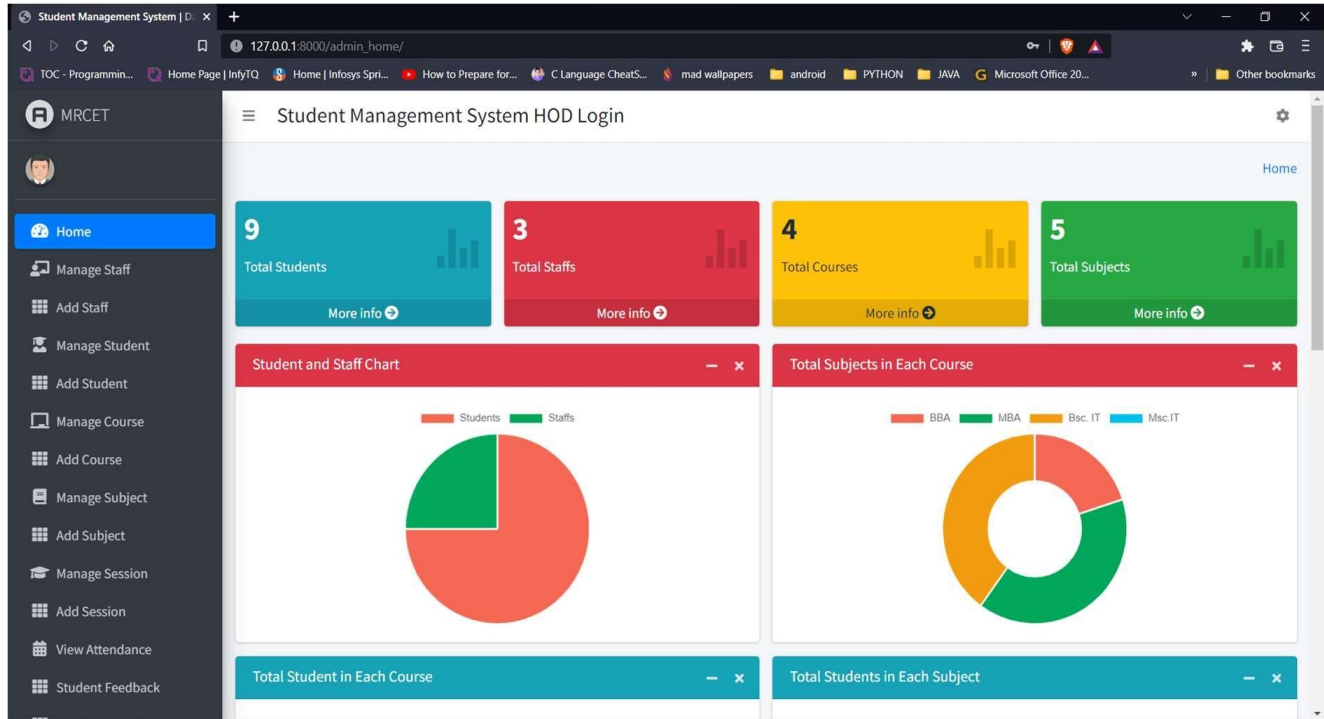 Student Management System | Da
127.0.0.1:8000/admin_home/
TOC - Programmin... Home Page | InfyTQ Home | Infosys Spri... How to Prepare for... C Language CheatS... mad wallpapers android PYTHON JAVA Microsoft Office 20... » Other bookmarks
MRCET
Student Management System HOD Login
Home
Home
Manage Staff
Add Staff
Manage Student
Add Student
Manage Course
Add Course
Manage Subject
Add Subject
Manage Session
Add Session
View Attendance
Student Feedback
9
Total Students
More info
3
Total Staffs
More info
4
Total Courses
More info
5
Total Subjects
More info
Student and Staff Chart
Students Staffs
Total Subjects in Each Course
BBA MBA Bsc. IT Msc.IT
Total Student in Each Course
Total Students in Each Subject